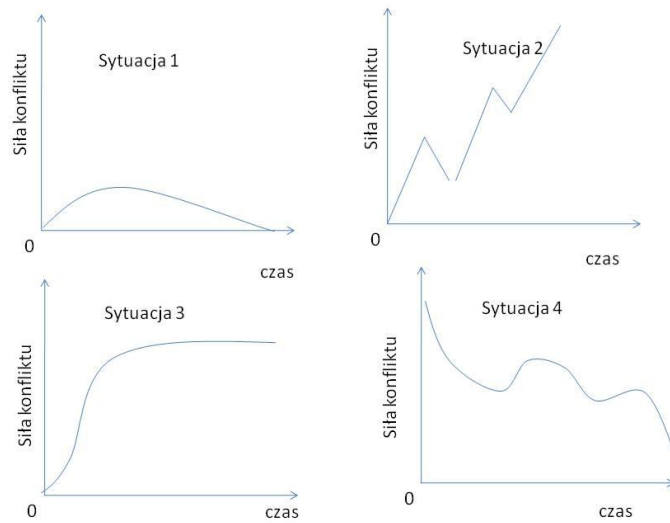 Sytuacja 1
Siła konfliktu
0
czas
Sytuacja 2
Siła konfliktu
0
czas
Sytuacja 3
Siła konfliktu
0
czas
Sytuacja 4
Siła konfliktu
0
czas